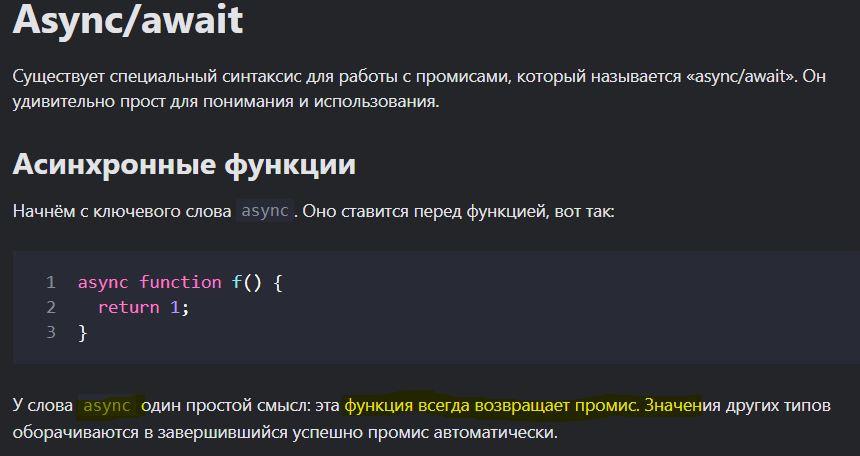 Async/await
Существует специальный синтаксис для работы с промисами, который называется «async/await». Он
удивительно прост для понимания и использования.
Асинхронные функции
Начнём с ключевого слова async. Оно ставится перед функцией, вот так:
1 async function f() {
2 return 1;
3 }
У слова async один простой смысл: эта функция всегда возвращает промис. Значения других типов
оборачиваются в завершившийся успешно промис автоматически.